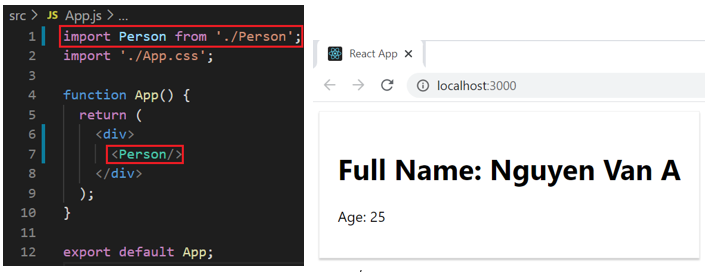 src > JS App.js > ...
1 import Person from './Person';
2 import './App.css';
3
4 function App() {
5 return (
6 <div>
7 <Person/>
8 </div>
9 );
10 }
11
12 export default App;
React App
localhost:3000
Full Name: Nguyen Van A
Age: 25